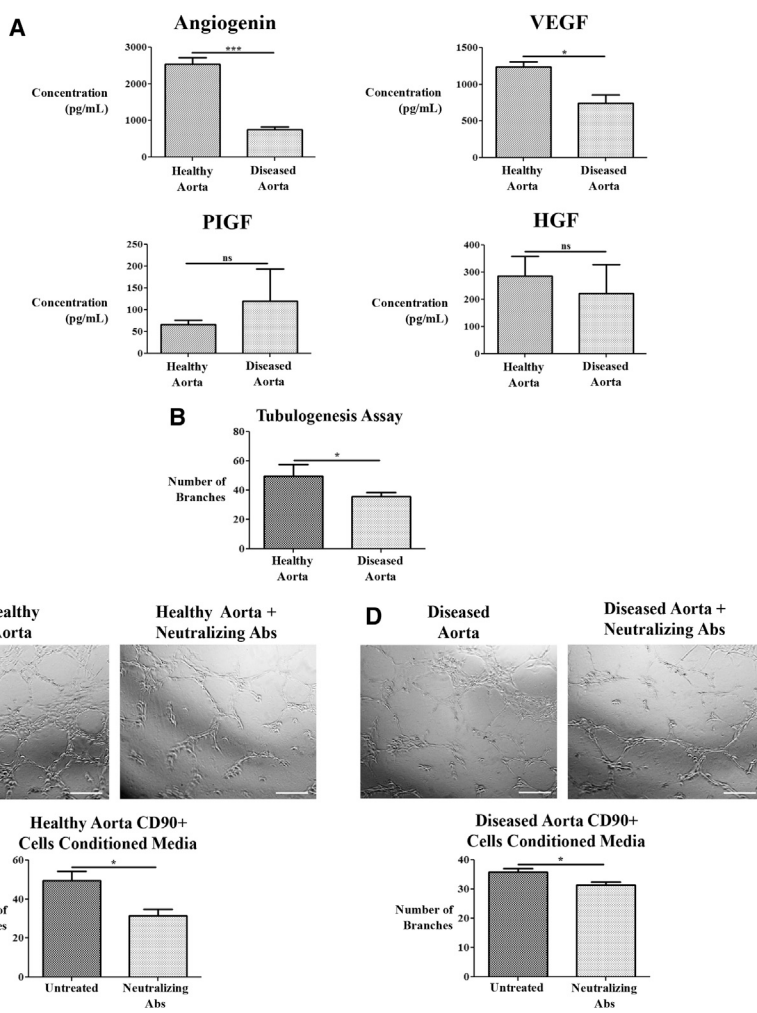 A
Angiogenin
3000
2000
1000
0
Concentration
(pg/mL)
***
Healthy
Aorta
Diseased
Aorta
VEGF
1500
1000
500
0
Concentration
(pg/mL)
*
Healthy
Aorta
Diseased
Aorta
PIGF
250
200
150
100
50
0
Concentration
(pg/mL)
ns
Healthy
Aorta
Diseased
Aorta
HGF
400
300
200
100
0
Concentration
(pg/mL)
ns
Healthy
Aorta
Diseased
Aorta
B
Tubulogenesis Assay
80
60
40
20
0
Number of
Branches
*
Healthy
Aorta
Diseased
Aorta
ealthy
orta
Healthy Aorta +
Neutralizing Abs
Healthy Aorta CD90+
Cells Conditioned Media
60
40
20
0
of
es
*
Untreated
Neutralizing
Abs
D
Diseased
Aorta
Diseased Aorta +
Neutralizing Abs
Diseased Aorta CD90+
Cells Conditioned Media
40
30
20
10
0
Number of
Branches
*
Untreated
Neutralizing
Abs